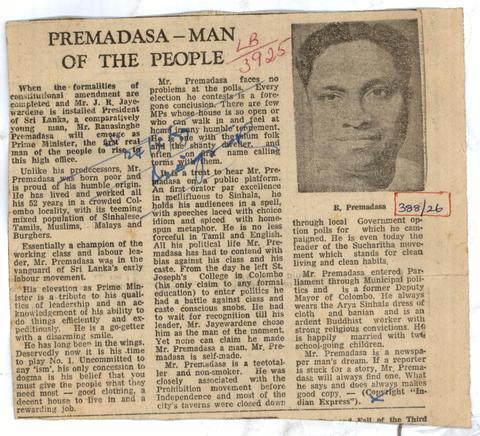 PREMADASA — MAN
OF THE PEOPLE
LB
3925
When the formalities of
constitutional amendment are
completed and Mr. J. R. Jaye-
wardene is installed President
of Sri Lanka, a comparatively
young man, Mr. Ranasinghe
Premadasa will emerge as
Prime Minister, the first real
man of the people to rise to
this high office.
Unlike his predecessors, Mr.
Premadasa was born poor and
is proud of his humble origin.
He has lived and worked all
his 52 years in a crowded Col-
ombo locality, with its teeming
mixed population of Sinhalese,
Tamils, Muslims, Malays and
Burghers.
Essentially a champion of the
working class and labour lea-
der, Mr. Premadasa was in the
vanguard of Sri Lanka's early
labour movement.
His elevation as Prime Min-
ister is a tribute to his quali-
ties of leadership and an ac-
knowledgement of his ability to
do things efficiently and ex-
peditiously. He is a go-getter
with a disarming smile.
He has long been in the wings.
Deservedly now it is his time
to play No. 1. Uncommitted to
any 'ism', his only concession to
dogma is his belief that you
must give the people what they
need most — good clothing, a
decent house to live in and a
rewarding job.
Mr. Premadasa faces no
problems at the polls. Every
election he contests is a fore-
gone conclusion. There are few
MPs whose house is so open or
who can walk in and feel at
home in any humble tenement.
He is one with the slum folk
and the shanty dweller, and
often on name calling
terms with
a treat to hear Mr. Pre-
madasa on a public platform.
An first orator par excellence
in mellifluous to Sinhala, he
holds his audiences in a spell,
with speeches laced with choice
idiom and spiced with home-
spun metaphor. He is no less
forceful in Tamil and English.
All his political life Mr. Pre-
madasa has had to contend with
bias against his class and his
caste. From the day he left St.
Joseph's College in Colombo
(his only claim to any formal
education) to enter politics he
had a battle against class and
caste conscious snobs. He had
to wait for recognition till his
leader, Mr. Jayewardene chose
him as the man of the moment.
Yet none can claim he made
Mr. Premadasa a man. Mr. Pre-
madasa is self-made.
Mr. Premadasa is a teetotal-
ler and non-smoker. He was
closely associated with the
Prohibition movement before
Independence and most of the
city's taverns were closed down
R. Premadasa
388/26
through local Government op-
tion polls for which he cam-
paigned. He is even today the
leader of the Sucharitha move-
ment which stands for clean
living and clean habits.
Mr. Premadasa entered Par-
liament through Municipal poli-
tics and is a former Deputy
Mayor of Colombo. He always
wears the Arya Sinhala dress of
cloth and banian and is an
ardent Buddhist worker with
strong religious convictions. He
is happily married with two
school-going children.
Mr. Premadasa is a newspa-
per man's dream. If a reporter
is stuck for a story, Mr. Prem-
adasa will always find one. What
he says and does always makes
good copy. — (Copyright "In-
dian Express").